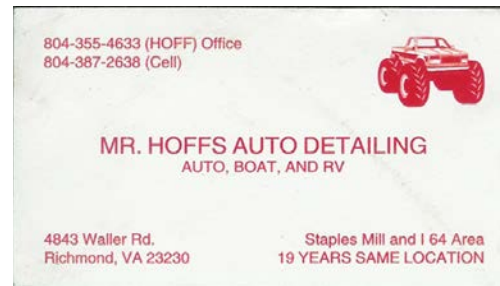 804-355-4633 (HOFF) Office
804-387-2638 (Cell)
MR. HOFFS AUTO DETAILING
AUTO, BOAT, AND RV
4843 Waller Rd.
Richmond, VA 23230
Staples Mill and I 64 Area
19 YEARS SAME LOCATION